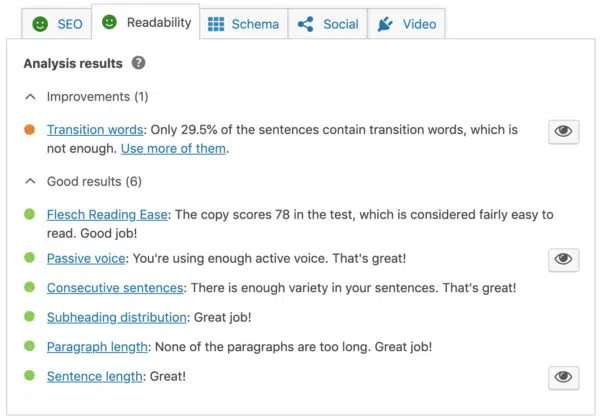 SEO
Readability
Schema
Social
Video
Analysis results ?
Improvements (1)
Transition words: Only 29.5% of the sentences contain transition words, which is
not enough. Use more of them.
Good results (6)
Flesch Reading Ease: The copy scores 78 in the test, which is considered fairly easy to
read. Good job!
Passive voice: You're using enough active voice. That's great!
Consecutive sentences: There is enough variety in your sentences. That's great!
Subheading distribution: Great job!
Paragraph length: None of the paragraphs are too long. Great job!
Sentence length: Great!